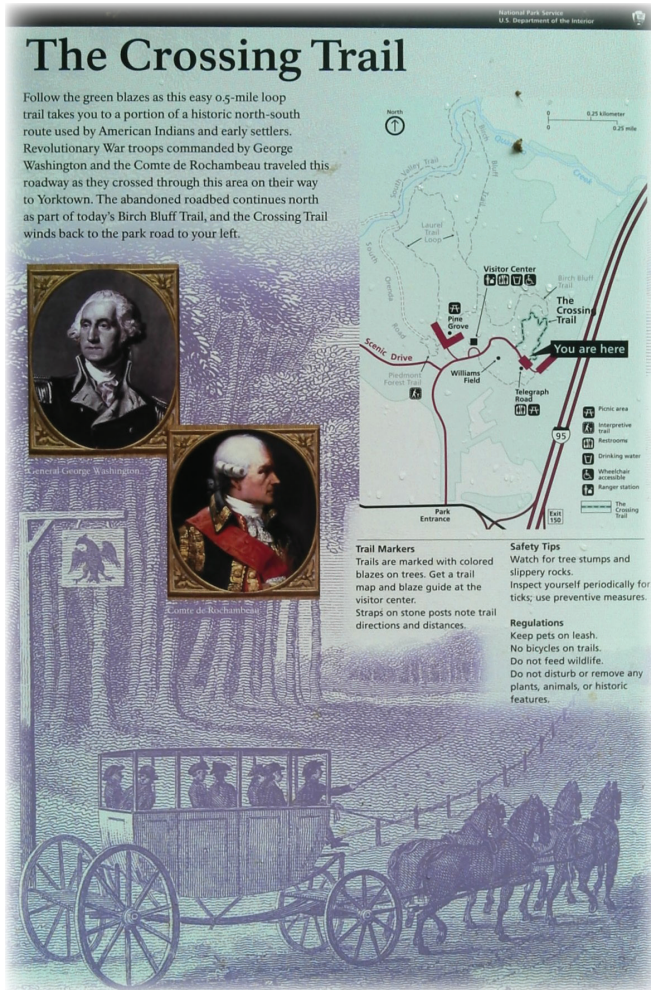 National Park Service
U.S. Department of the Interior
The Crossing Trail
Follow the green blazes as this easy 0.5-mile loop
trail takes you to a portion of a historic north-south
route used by American Indians and early settlers.
Revolutionary War troops commanded by George
Washington and the Comte de Rochambeau traveled this
roadway as they crossed through this area on their way
to Yorktown. The abandoned roadbed continues north
as part of today's Birch Bluff Trail, and the Crossing Trail
winds back to the park road to your left.
General George Washington
Comte de Rochambeau
North
0
0.25 kilometer
0
0.25 mile
Creek
South Valley Trail
Birch Bluff Trail
Laurel
Trail
Loop
South
Road
Visitor Center
Birch Bluff
Trail
The
Crossing
Trail
Pine
Grove
You are here
Scenic Drive
Piedmont
Forest Trail
Williams
Field
Telegraph
Road
95
Park
Entrance
Exit
150
Picnic area
Interpretive
trail
Restrooms
Drinking water
Wheelchair
accessible
Ranger station
The
Crossing
Trail
Trail Markers
Trails are marked with colored
blazes on trees. Get a trail
map and blaze guide at the
visitor center.
Straps on stone posts note trail
directions and distances.
Safety Tips
Watch for tree stumps and
slippery rocks.
Inspect yourself periodically for
ticks; use preventive measures.
Regulations
Keep pets on leash.
No bicycles on trails.
Do not feed wildlife.
Do not disturb or remove any
plants, animals, or historic
features.